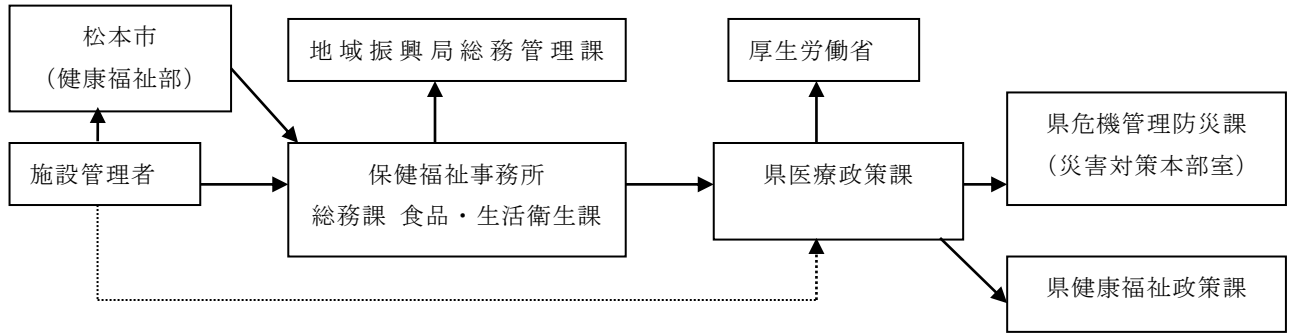 松本市
（健康福祉部）
地域振興局総務管理課
厚生労働省
県危機管理防災課
（災害対策本部室）
施設管理者
保健福祉事務所
総務課 食品・生活衛生課
県医療政策課
県健康福祉政策課